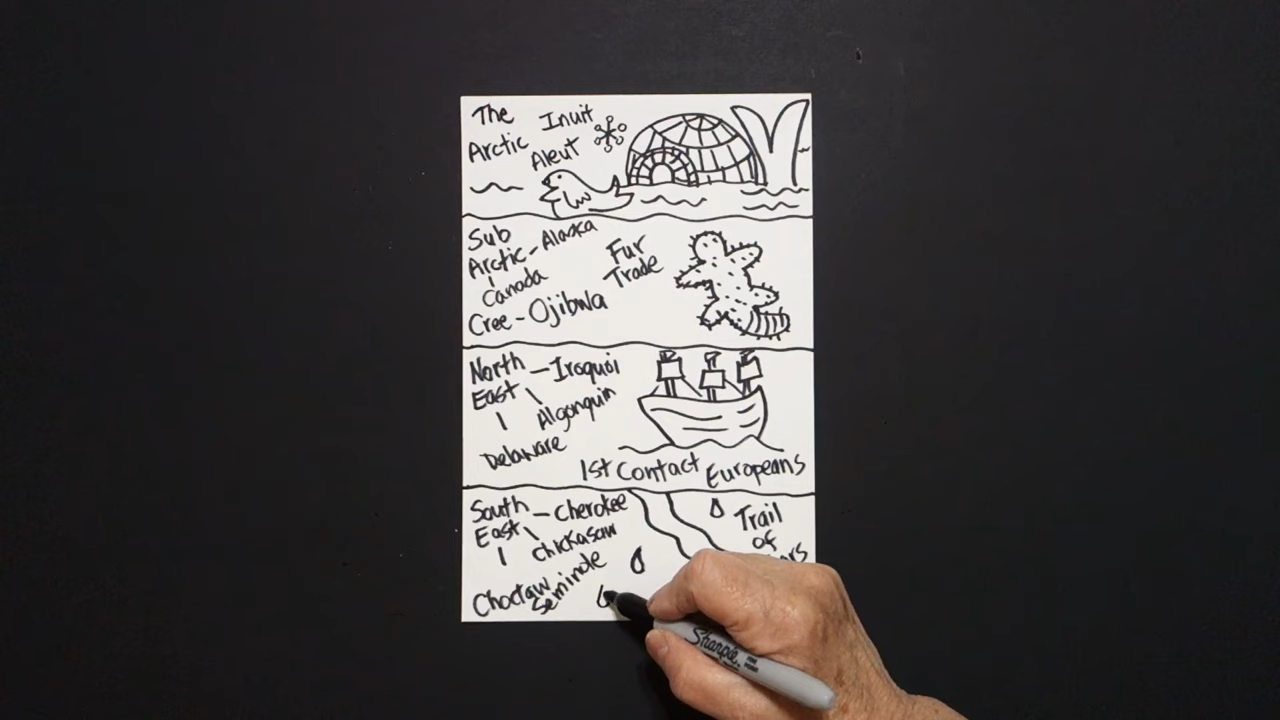 The Inuit
Arctic Aleut
Sub
Arctic - Alaska
Canada
Fur
Trade
Cree - Ojibwa
North - Iroquoi
East
Algonquin
Delaware
1st Contact Europeans
South - Cherokee
East
Chickasaw
Choctaw
Seminole
Trail
of
Sharpie